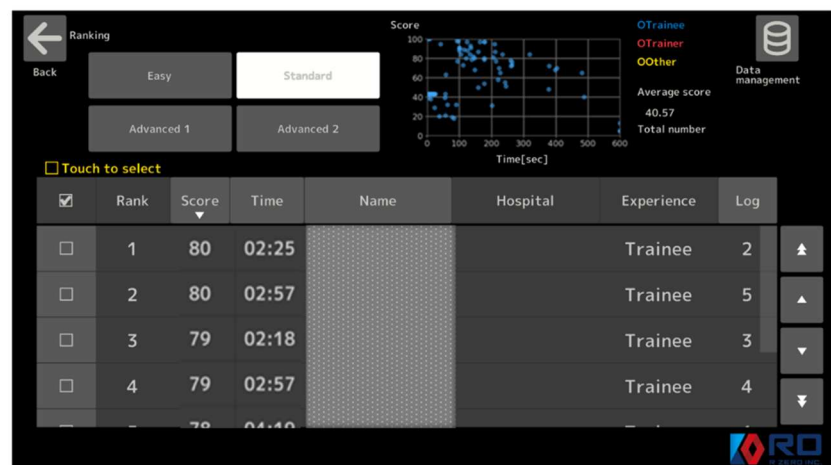 Ranking
Back
Easy
Standard
Advanced 1
Advanced 2
Score
100
80
60
40
20
0
0 100 200 300 400 500 600
Time[sec]
OTrainee
OTrainer
OOther
Average score
40.57
Total number
Data
management
Touch to select
Rank Score Time Name Hospital Experience Log
1 80 02:25 Trainee 2
2 80 02:57 Trainee 5
3 79 02:18 Trainee 3
4 79 02:57 Trainee 4